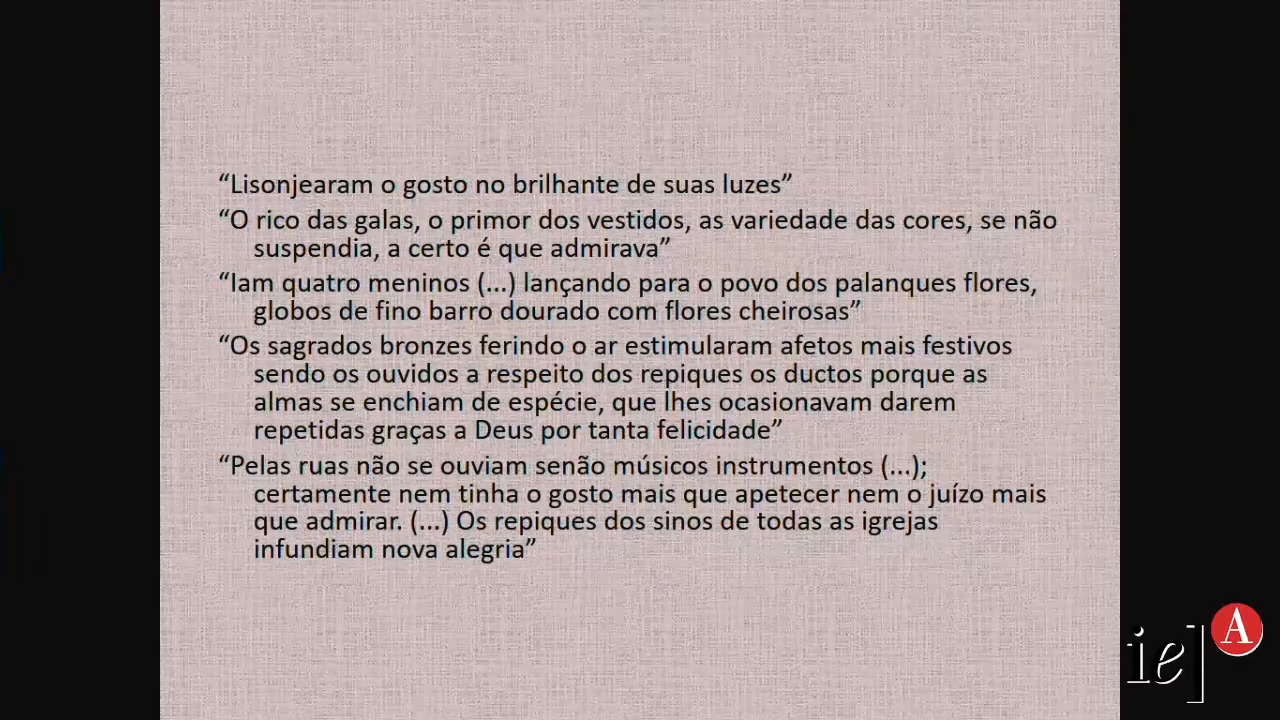 “Lisonjearam o gosto no brilhante de suas luzes”
“O rico das galas, o primor dos vestidos, as variedade das cores, se não
suspendia, a certo é que admirava”
“Iam quatro meninos (...) lançando para o povo dos palanques flores,
globos de fino barro dourado com flores cheirosas”
“Os sagrados bronzes ferindo o ar estimularam afetos mais festivos
sendo os ouvidos a respeito dos repiques os ductos porque as
almas se enchiam de espécie, que lhes ocasionavam darem
repetidas graças a Deus por tanta felicidade”
“Pelas ruas não se ouviam senão músicos instrumentos (...);
certamente nem tinha o gosto mais que apetecer nem o juízo mais
que admirar. (...) Os repiques dos sinos de todas as igrejas
infundiam nova alegria”
ie] A